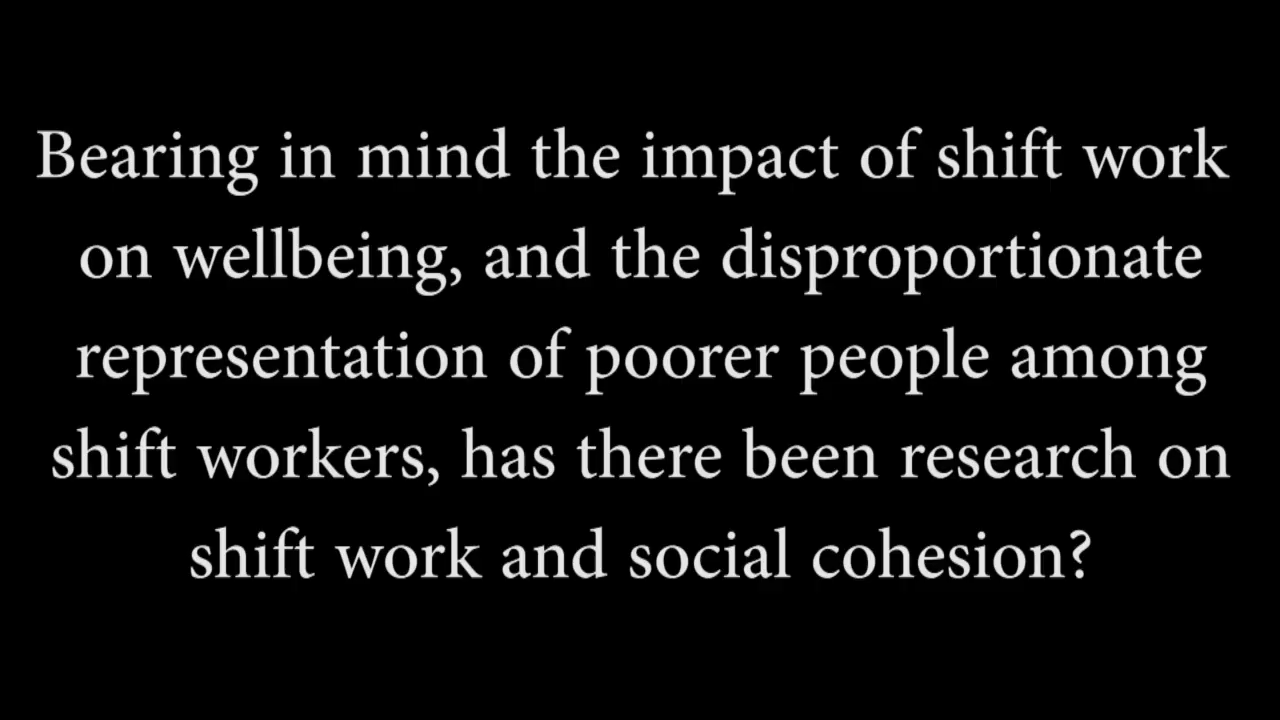 Bearing in mind the impact of shift work
on wellbeing, and the disproportionate
representation of poorer people among
shift workers, has there been research on
shift work and social cohesion?